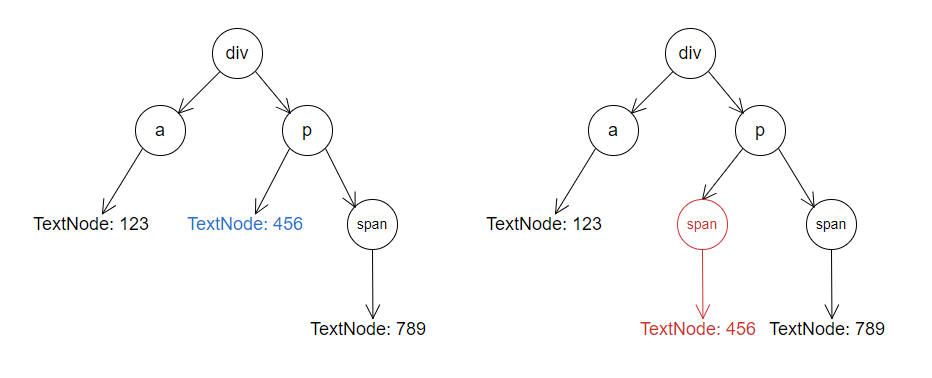 div
div
a
p
a
p
TextNode: 123
TextNode: 456
span
TextNode: 123
span
span
TextNode: 789
TextNode: 456
TextNode: 789